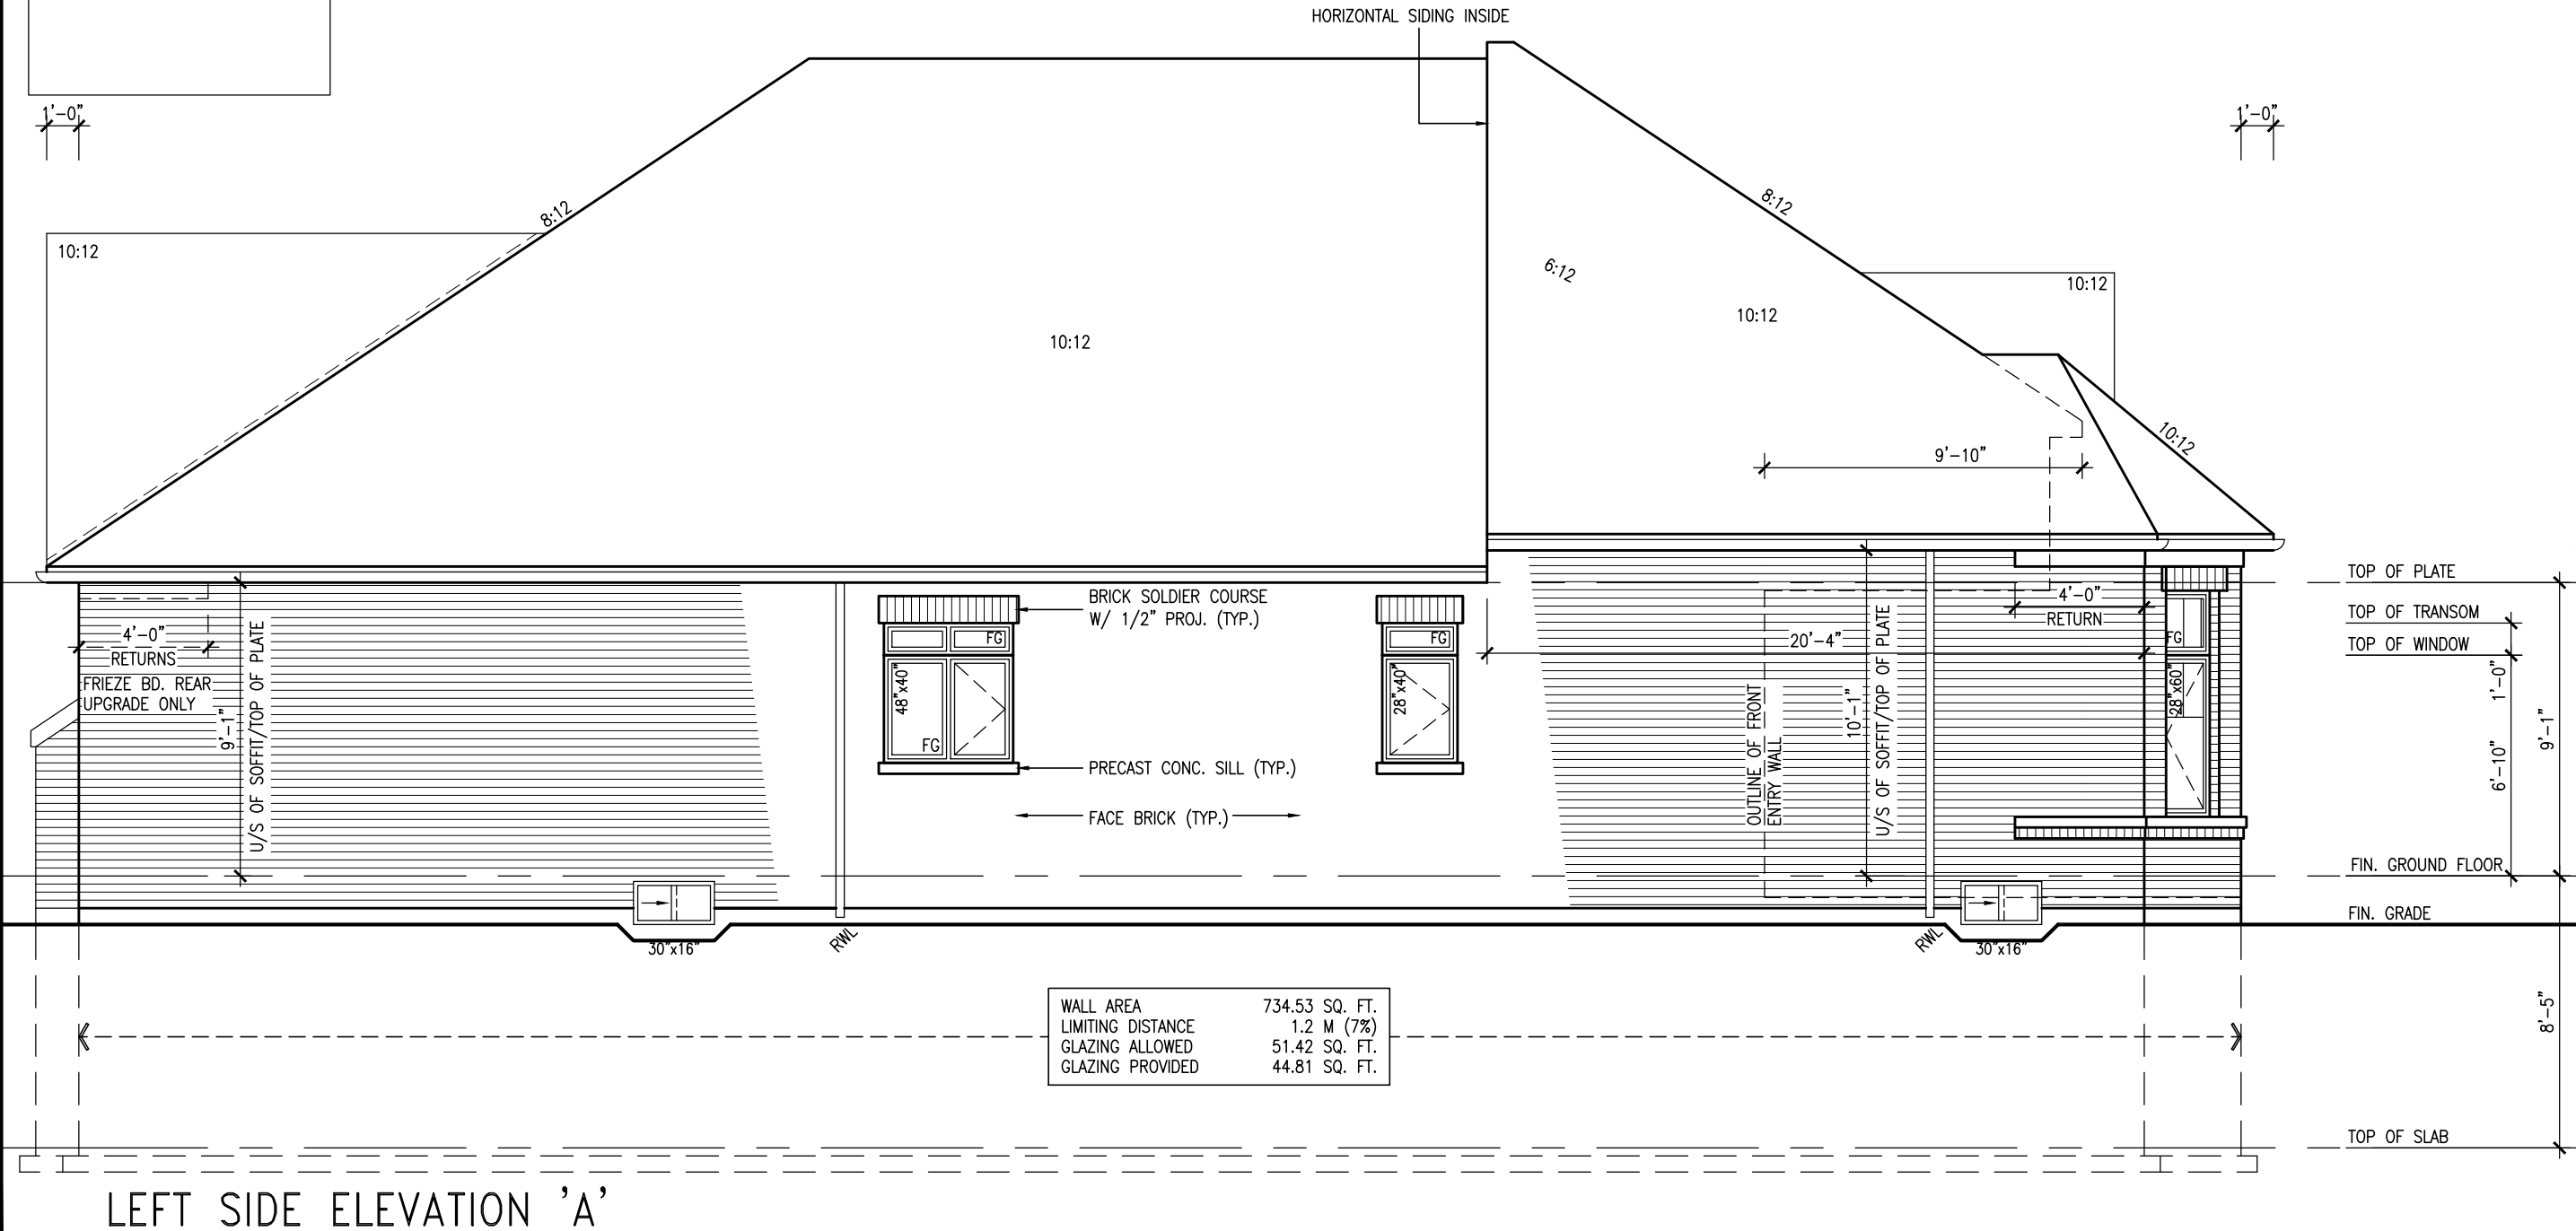 HORIZONTAL SIDING INSIDE
1'-0"
1'-0"
8:12
8:12
10:12
6:12
10:12
10:12
10:12
10:12
9'-10"
TOP OF PLATE
BRICK SOLDIER COURSE
W/ 1/2" PROJ. (TYP.)
4'-0"
RETURN
TOP OF TRANSOM
4'-0"
RETURNS
FG
FG
FG
20'-4"
TOP OF WINDOW
FRIEZE BD. REAR
UPGRADE ONLY
9'-1"
U/S OF SOFFIT/TOP OF PLATE
48"x40"
FG
28"x40"
OUTLINE OF FRONT
ENTRY WALL
10'-1"
U/S OF SOFFIT/TOP OF PLATE
28"x60"
1'-0"
6'-10"
9'-1"
PRECAST CONC. SILL (TYP.)
FACE BRICK (TYP.)
FIN. GROUND FLOOR
FIN. GRADE
30"x16"
RWL
RWL
30"x16"
WALL AREA 734.53 SQ. FT.
LIMITING DISTANCE 1.2 M (7%)
GLAZING ALLOWED 51.42 SQ. FT.
GLAZING PROVIDED 44.81 SQ. FT.
8'-5"
TOP OF SLAB
LEFT SIDE ELEVATION 'A'